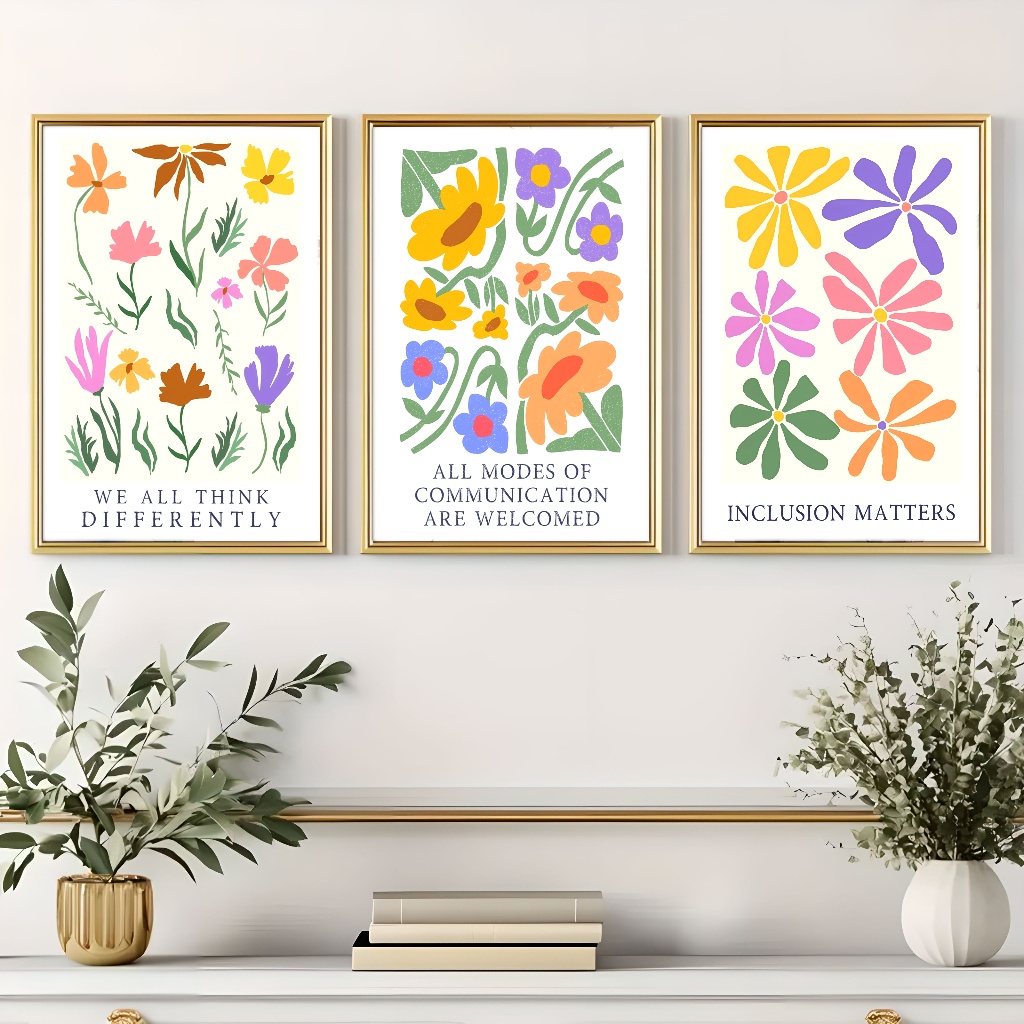 WE ALL THINK
DIFFERENTLY
ALL MODES OF
COMMUNICATION
ARE WELCOMED
INCLUSION MATTERS